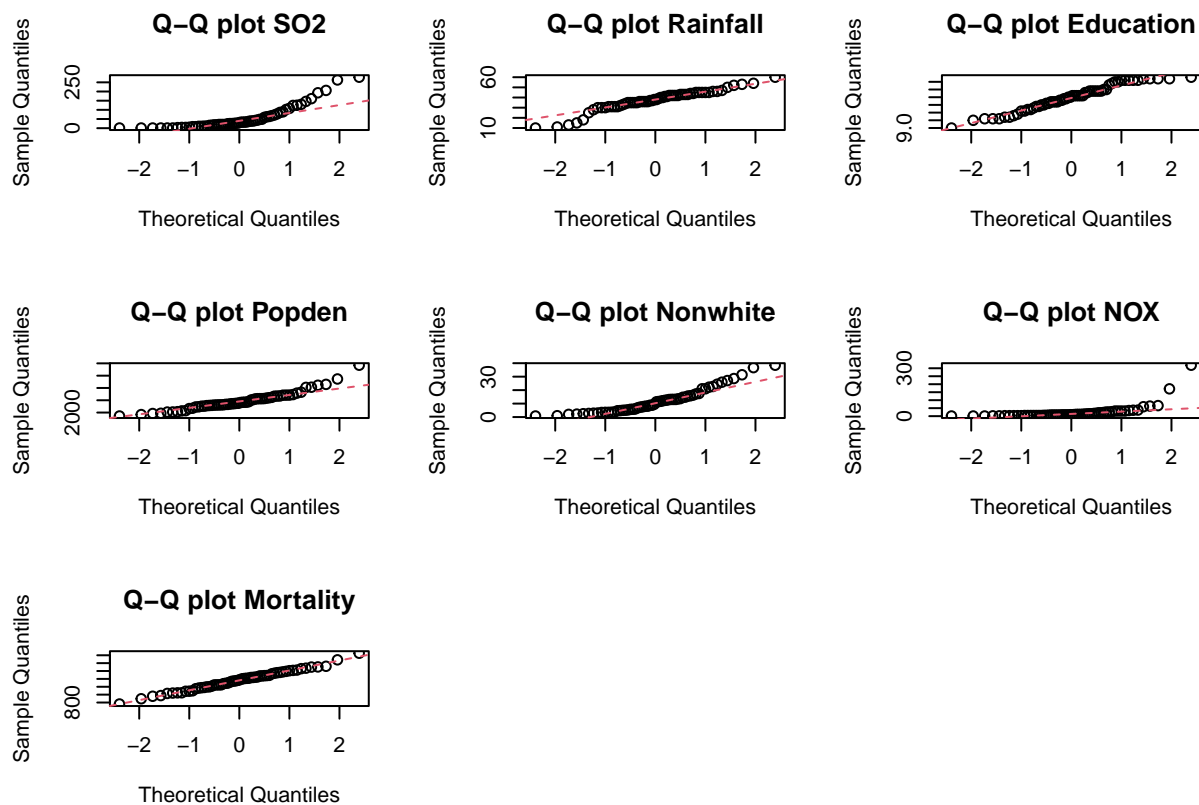 Q−Q plot SO2
Sample Quantiles
0 250
−2 −1 0 1 2
Theoretical Quantiles
Q−Q plot Rainfall
Sample Quantiles
10 60
−2 −1 0 1 2
Theoretical Quantiles
Q−Q plot Education
Sample Quantiles
9.0
−2 −1 0 1 2
Theoretical Quantiles
Q−Q plot Popden
Sample Quantiles
2000
−2 −1 0 1 2
Theoretical Quantiles
Q−Q plot Nonwhite
Sample Quantiles
0 30
−2 −1 0 1 2
Theoretical Quantiles
Q−Q plot NOX
Sample Quantiles
0 300
−2 −1 0 1 2
Theoretical Quantiles
Q−Q plot Mortality
Sample Quantiles
800
−2 −1 0 1 2
Theoretical Quantiles